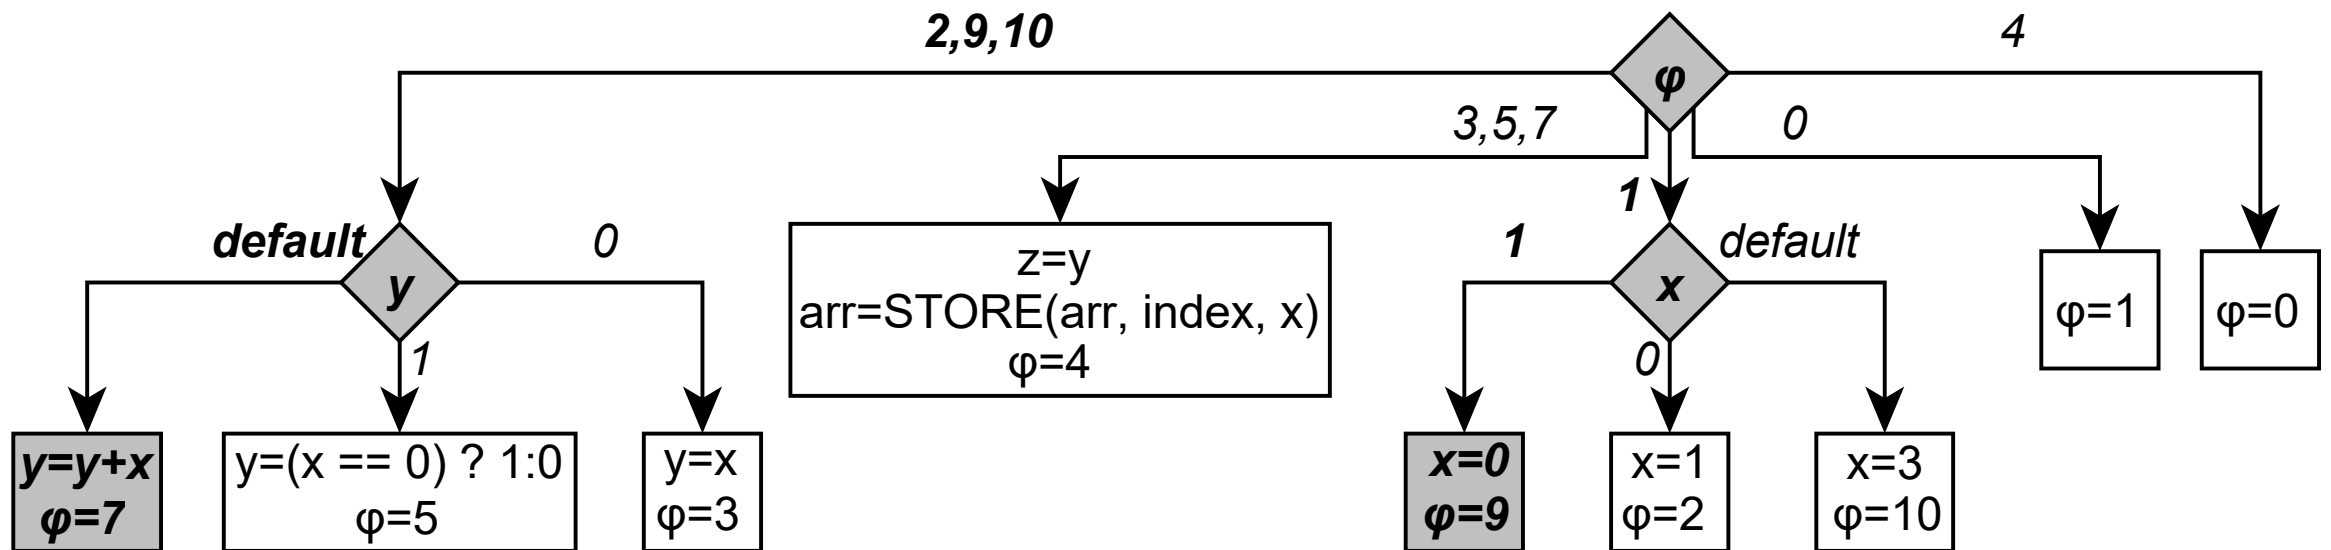 2,9,10
φ
4
3,5,7
0
1
default
y
0
1
z=y
arr=STORE(arr, index, x)
φ=4
1
x
default
0
φ=1
φ=0
y=y+x
φ=7
y=(x == 0) ? 1:0
φ=5
y=x
φ=3
x=0
φ=9
x=1
φ=2
x=3
φ=10